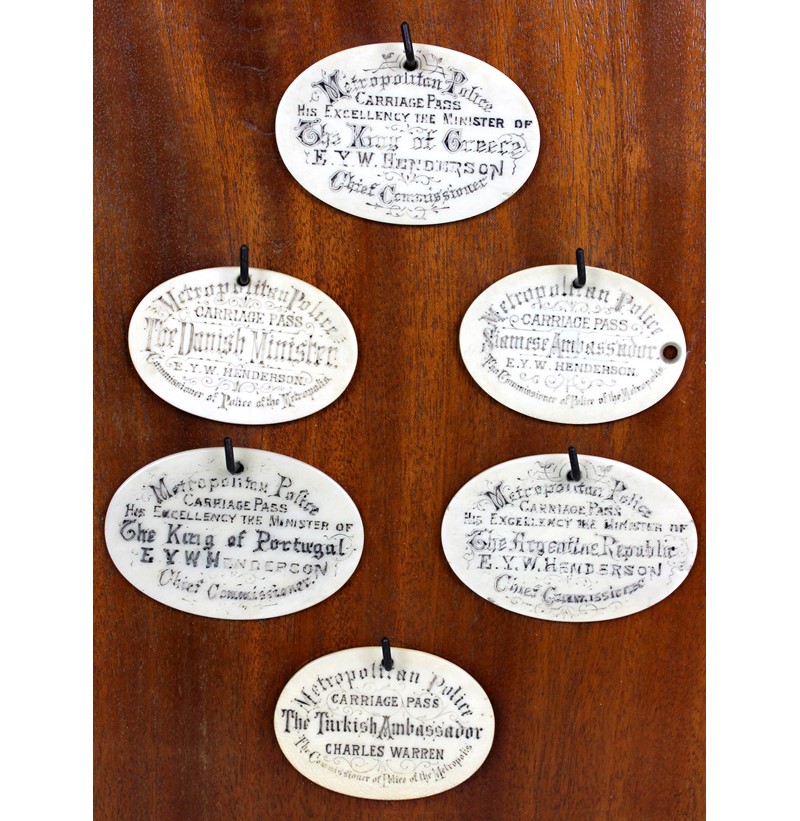 Metropolitan Police
CARRIAGE PASS
HIS EXCELLENCY THE MINISTER OF
The King of Greece
E. Y. W. HENDERSON
Chief Commissioner
Metropolitan Police
CARRIAGE PASS
The Danish Minister.
E. Y. W. HENDERSON.
Commissioner of Police of the Metropolis.
Metropolitan Police
CARRIAGE PASS
Siamese Ambassador.
E. Y. W. HENDERSON.
The Commissioner of Police of the Metropolis
Metropolitan Police
CARRIAGE PASS
HIS EXCELLENCY THE MINISTER OF
The King of Portugal
E Y W HENDERSON
Chief Commissioner.
Metropolitan Police
CARRIAGE PASS
HIS EXCELLENCY THE MINISTER OF
The Argentine Republic
E. Y. W. HENDERSON
Chief Commissioner
Metropolitan Police
CARRIAGE PASS
The Turkish Ambassador
CHARLES WARREN
The Commissioner of Police of the Metropolis